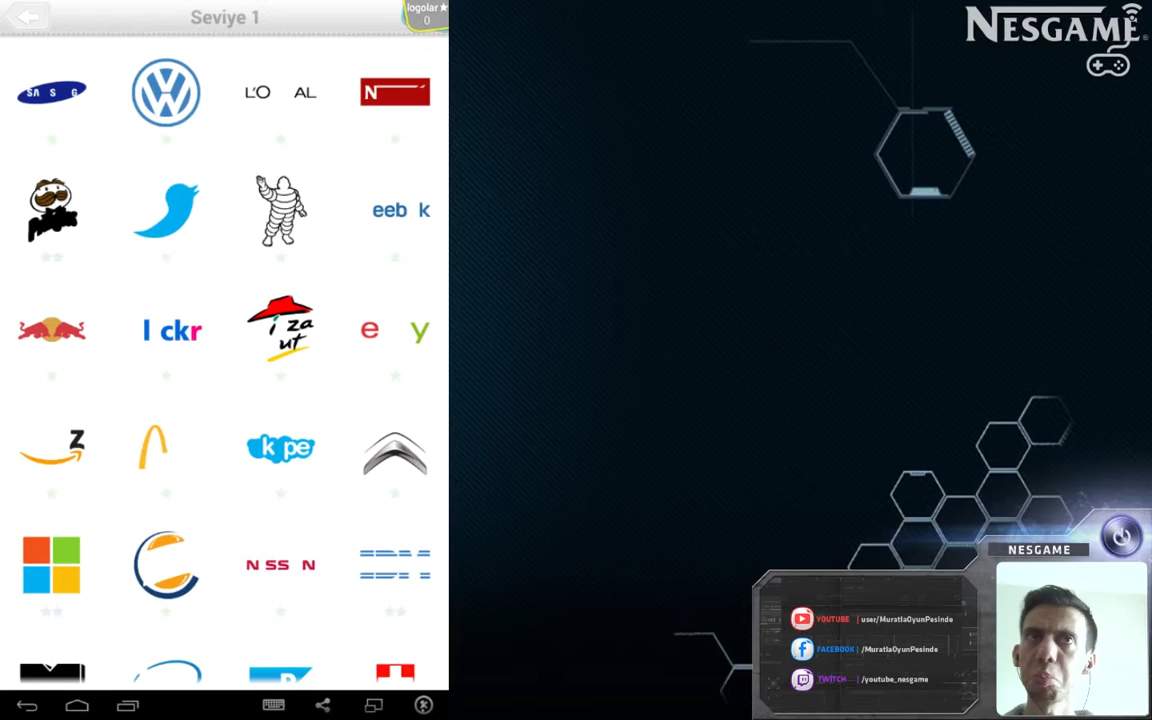 Seviye 1
logolar
0
NESGAME
SA S G
VW
L'O AL
N
eeb k
l ckr
i za
ut
e y
Z
k pe
N SS N
NESGAME
YOUTUBE | user/MuratlaOyunPesinde
FACEBOOK | /MuratlaOyunPesinde
TWITCH | /youtube_nesgame